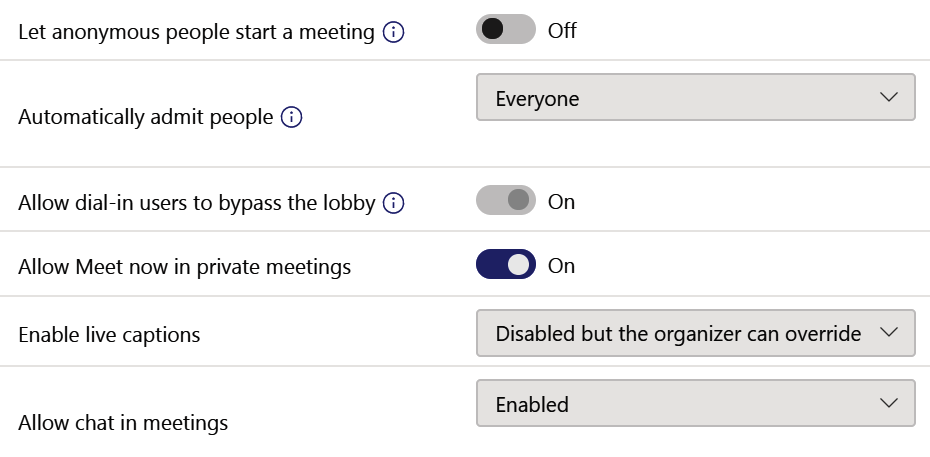 Let anonymous people start a meeting Off
Automatically admit people Everyone
Allow dial-in users to bypass the lobby On
Allow Meet now in private meetings On
Enable live captions Disabled but the organizer can override
Allow chat in meetings Enabled